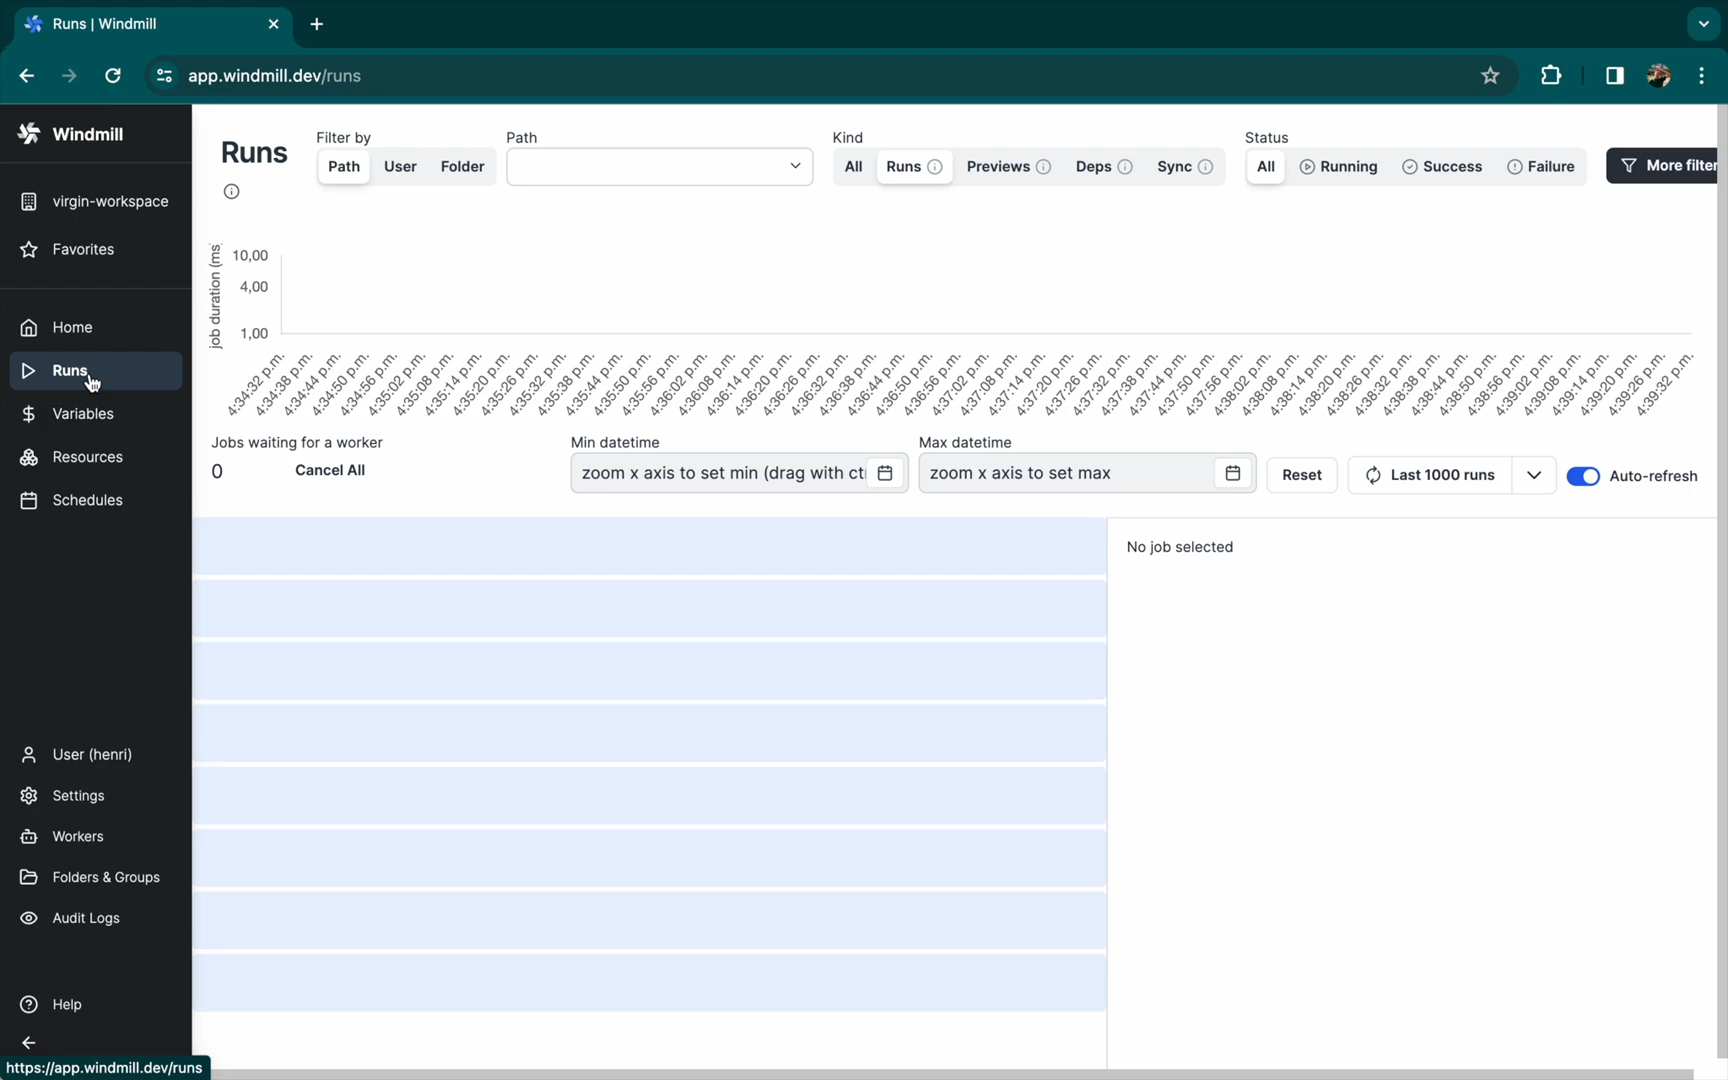 Runs | Windmill
app.windmill.dev/runs
Windmill
virgin-workspace
Favorites
Home
Runs
Variables
Resources
Schedules
User (henri)
Settings
Workers
Folders & Groups
Audit Logs
Help
https://app.windmill.dev/runs
Runs
Filter by
Path User Folder
Path
Kind
All Runs Previews Deps Sync
Status
All Running Success Failure
More filter
job duration (ms
10,00
4,00
1,00
4:34:32 p.m. 4:34:38 p.m. 4:34:44 p.m. 4:34:50 p.m. 4:34:56 p.m. 4:35:02 p.m. 4:35:08 p.m. 4:35:14 p.m. 4:35:20 p.m. 4:35:26 p.m. 4:35:32 p.m. 4:35:38 p.m. 4:35:44 p.m. 4:35:50 p.m. 4:35:56 p.m. 4:36:02 p.m. 4:36:08 p.m. 4:36:14 p.m. 4:36:20 p.m. 4:36:26 p.m. 4:36:32 p.m. 4:36:38 p.m. 4:36:44 p.m. 4:36:50 p.m. 4:36:56 p.m. 4:37:02 p.m. 4:37:08 p.m. 4:37:14 p.m. 4:37:20 p.m. 4:37:26 p.m. 4:37:32 p.m. 4:37:38 p.m. 4:37:44 p.m. 4:37:50 p.m. 4:37:56 p.m. 4:38:02 p.m. 4:38:08 p.m. 4:38:14 p.m. 4:38:20 p.m. 4:38:26 p.m. 4:38:32 p.m. 4:38:38 p.m. 4:38:44 p.m. 4:38:50 p.m. 4:38:56 p.m. 4:39:02 p.m. 4:39:08 p.m. 4:39:14 p.m. 4:39:20 p.m. 4:39:26 p.m. 4:39:32 p.m.
Jobs waiting for a worker
0 Cancel All
Min datetime
zoom x axis to set min (drag with ct
Max datetime
zoom x axis to set max
Reset
Last 1000 runs
Auto-refresh
No job selected